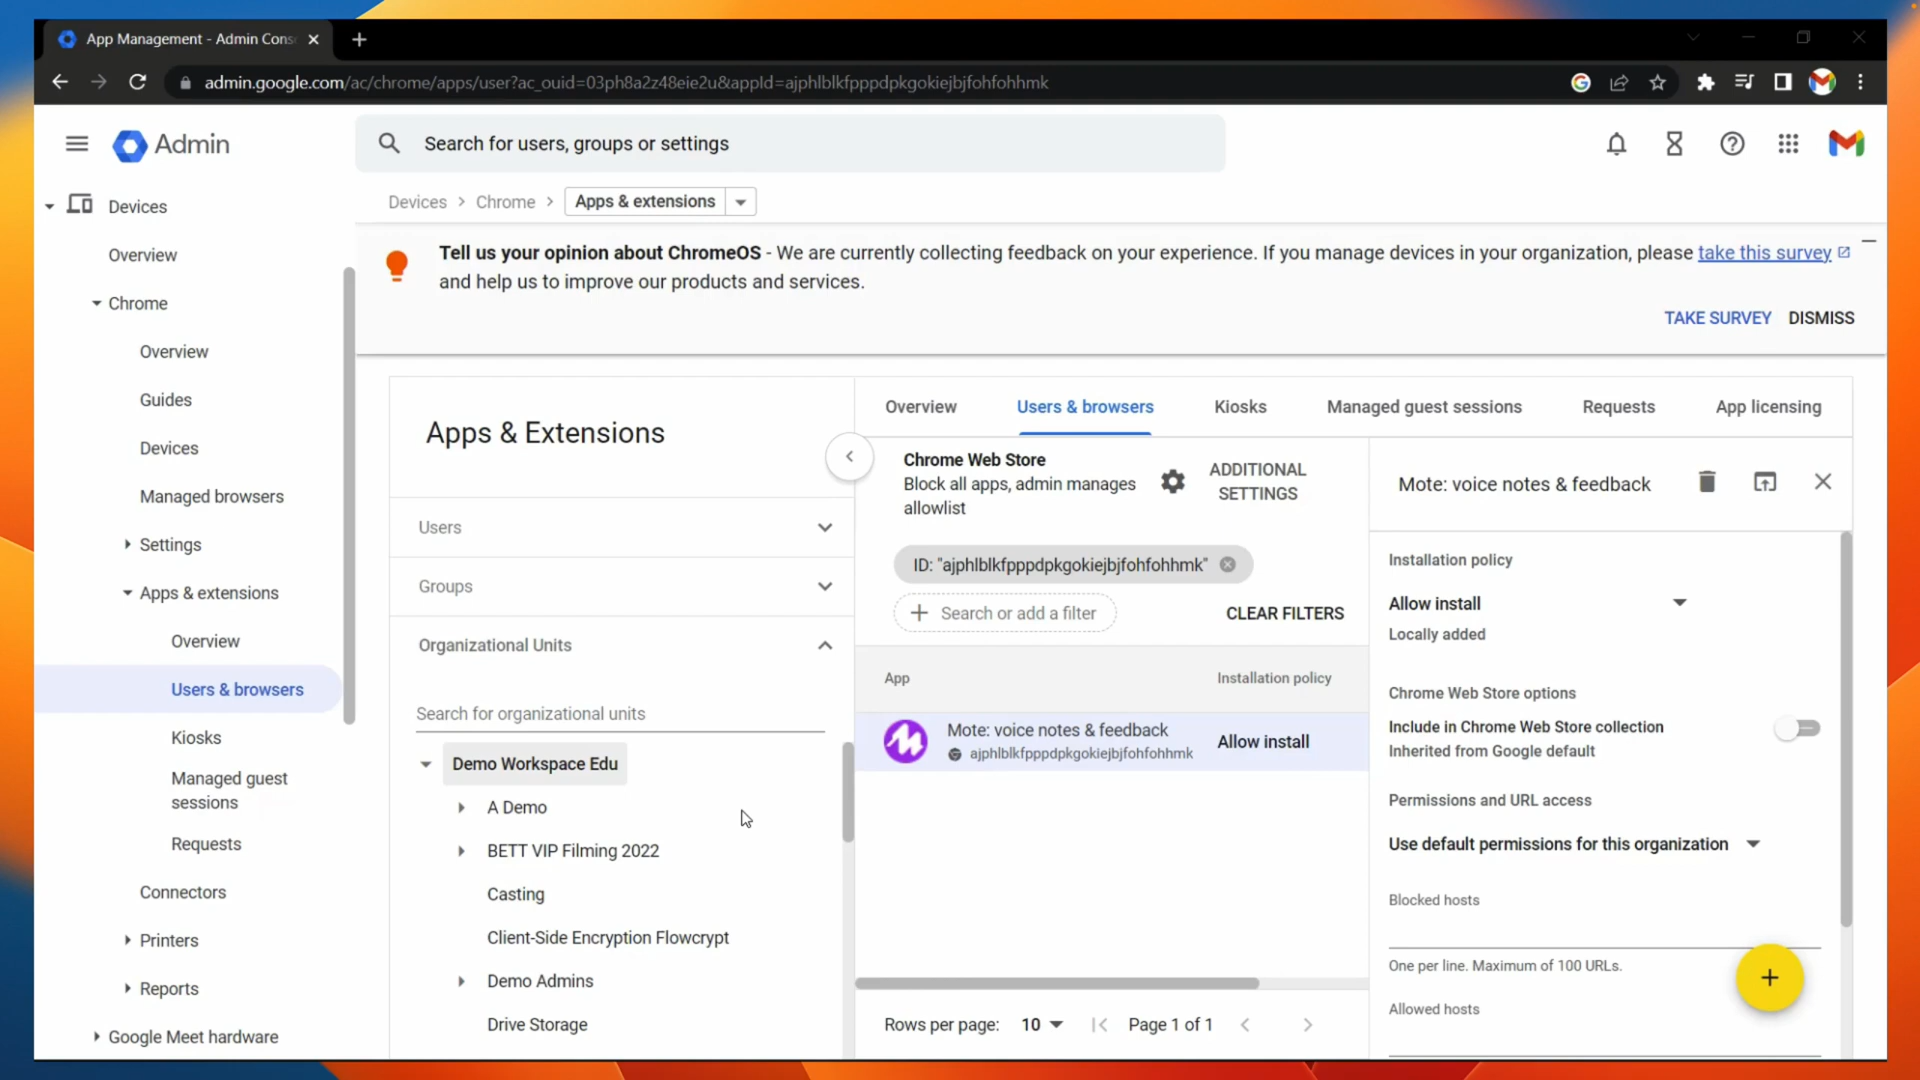 App Management - Admin Cons
admin.google.com/ac/chrome/apps/user?ac_ouid=03ph8a2z48eie2u&appId=ajphlblkfpppdpkgokiejbjfohfohhmk
Admin
Search for users, groups or settings
Devices
Overview
Chrome
Overview
Guides
Devices
Managed browsers
Settings
Apps & extensions
Overview
Users & browsers
Kiosks
Managed guest
sessions
Requests
Connectors
Printers
Reports
Google Meet hardware
Devices > Chrome > Apps & extensions
Tell us your opinion about ChromeOS - We are currently collecting feedback on your experience. If you manage devices in your organization, please take this survey
and help us to improve our products and services.
TAKE SURVEY DISMISS
Apps & Extensions
Users
Groups
Organizational Units
Search for organizational units
Demo Workspace Edu
A Demo
BETT VIP Filming 2022
Casting
Client-Side Encryption Flowcrypt
Demo Admins
Drive Storage
Overview Users & browsers Kiosks Managed guest sessions Requests App licensing
Chrome Web Store
Block all apps, admin manages
allowlist
ADDITIONAL
SETTINGS
ID: "ajphlblkfpppdpkgokiejbjfohfohhmk"
Search or add a filter
CLEAR FILTERS
App Installation policy
Mote: voice notes & feedback
ajphlblkfpppdpkgokiejbjfohfohhmk
Allow install
Rows per page: 10 Page 1 of 1
Mote: voice notes & feedback
Installation policy
Allow install
Locally added
Chrome Web Store options
Include in Chrome Web Store collection
Inherited from Google default
Permissions and URL access
Use default permissions for this organization
Blocked hosts
One per line. Maximum of 100 URLs.
Allowed hosts